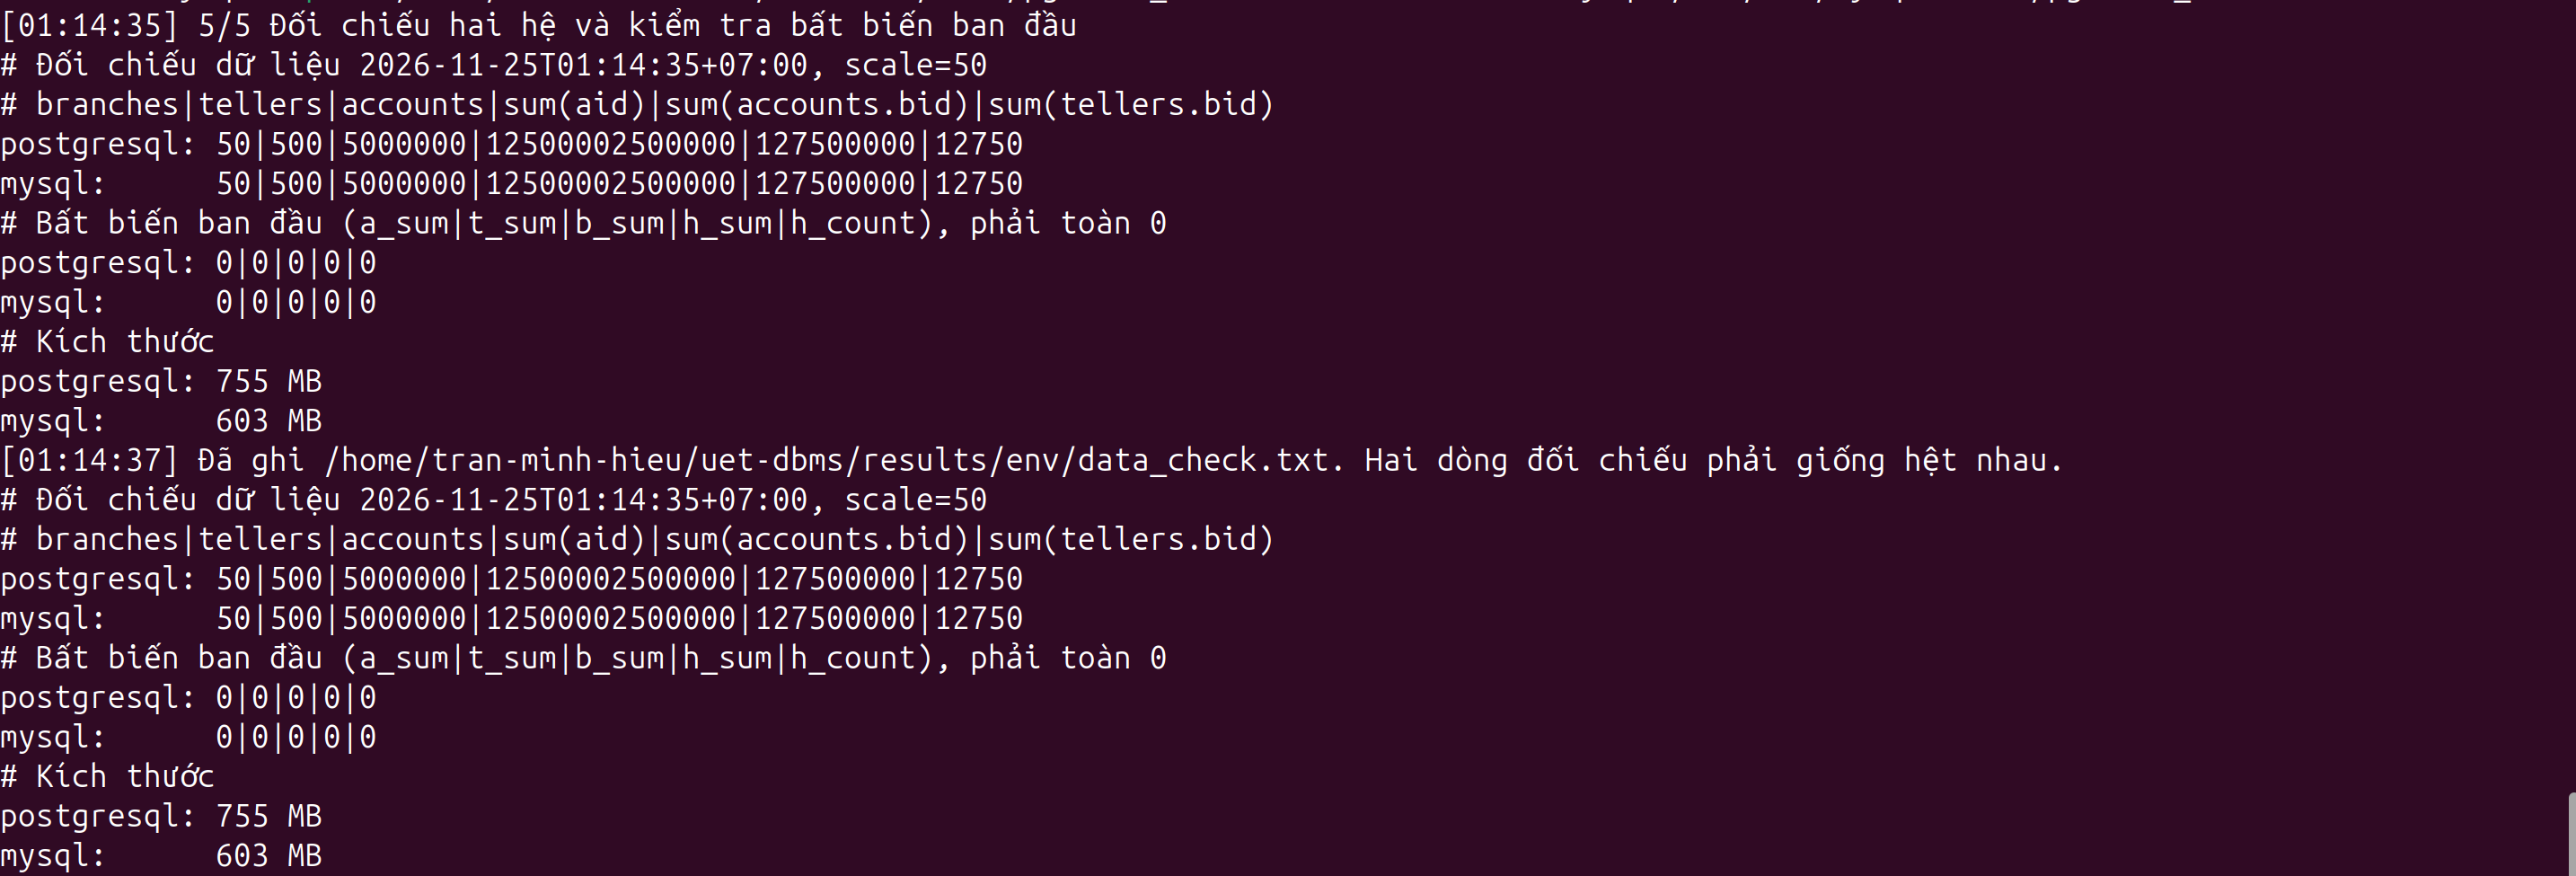 [01:14:35] 5/5 Đối chiếu hai hệ và kiểm tra bất biến ban đầu
# Đối chiếu dữ liệu 2026-11-25T01:14:35+07:00, scale=50
# branches|tellers|accounts|sum(aid)|sum(accounts.bid)|sum(tellers.bid)
postgresql: 50|500|5000000|12500002500000|127500000|12750
mysql:      50|500|5000000|12500002500000|127500000|12750
# Bất biến ban đầu (a_sum|t_sum|b_sum|h_sum|h_count), phải toàn 0
postgresql: 0|0|0|0|0
mysql:      0|0|0|0|0
# Kích thước
postgresql: 755 MB
mysql:      603 MB
[01:14:37] Đã ghi /home/tran-minh-hieu/uet-dbms/results/env/data_check.txt. Hai dòng đối chiếu phải giống hệt nhau.
# Đối chiếu dữ liệu 2026-11-25T01:14:35+07:00, scale=50
# branches|tellers|accounts|sum(aid)|sum(accounts.bid)|sum(tellers.bid)
postgresql: 50|500|5000000|12500002500000|127500000|12750
mysql:      50|500|5000000|12500002500000|127500000|12750
# Bất biến ban đầu (a_sum|t_sum|b_sum|h_sum|h_count), phải toàn 0
postgresql: 0|0|0|0|0
mysql:      0|0|0|0|0
# Kích thước
postgresql: 755 MB
mysql:      603 MB